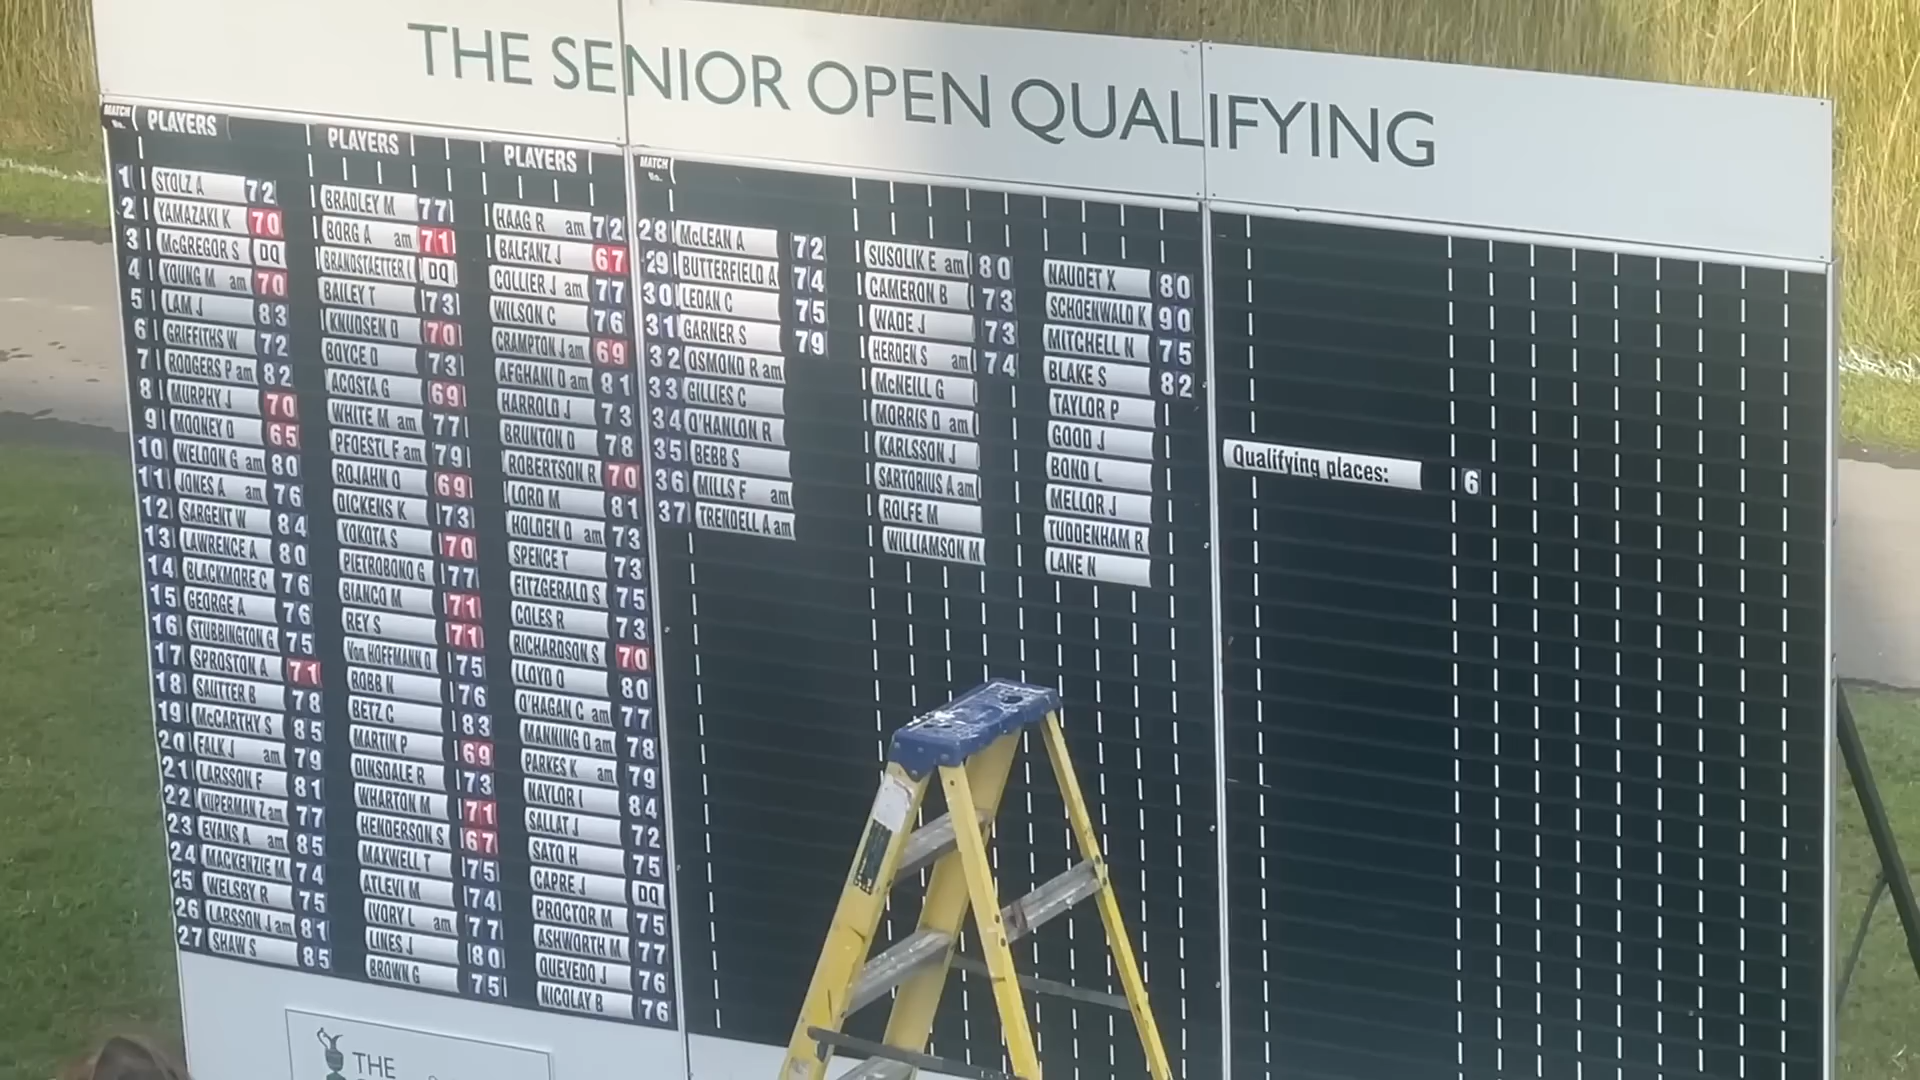 THE SENIOR OPEN QUALIFYING
MATCH No. PLAYERS PLAYERS PLAYERS
1 STOLZ A 72 BRADLEY M 77 HAAG R am 72
2 YAMAZAKI K 70 BORG A am 71 BALFANZ J 67
3 McGREGOR S DQ BRANDSTAETTER I DQ COLLIER J am 77
4 YOUNG M am 70 BAILEY T 73 WILSON C 76
5 LAM J 83 KNUDSEN D 70 CRAMPTON J am 69
6 GRIFFITHS W 72 BOYCE D 73 AFGHANI D am 81
7 RODGERS P am 82 ACOSTA G 69 HARROLD J 73
8 MURPHY J 70 WHITE M am 77 BRUNTON D 78
9 MOONEY D 65 PFOESTL F am 79 ROBERTSON R 70
10 WELDON G am 80 ROJAHN O 69 LORD M 81
11 JONES A am 76 DICKENS K 73 HOLDEN D am 73
12 SARGENT W 84 YOKOTA S 70 SPENCE T 73
13 LAWRENCE A 80 PIETROBONO G 77 FITZGERALD S 75
14 BLACKMORE C 76 BIANCO M 71 COLES R 73
15 GEORGE A 76 REY S 71 RICHARDSON S 70
16 STUBBINGTON G 75 Von HOFFMANN D 75 LLOYD O 80
17 SPROSTON A 71 ROBB N 76 O'HAGAN C am 77
18 SAUTTER B 78 BETZ C 83 MANNING D am 78
19 McCARTHY S 85 MARTIN P 69 PARKES K am 79
20 FALK J am 79 DINSDALE R 73 NAYLOR I 84
21 LARSSON F 81 WHARTON M 71 SALLAT J 72
22 KUPERMAN Z am 77 HENDERSON S 67 SATO H 75
23 EVANS A am 85 MAXWELL T 75 CAPRE J DQ
24 MACKENZIE M 74 ATLEVI M 74 PROCTOR M 75
25 WELSBY R 75 IVORY L am 77 ASHWORTH M 77
26 LARSSON J am 81 LINES J 80 QUEVEDO J 76
27 SHAW S 85 BROWN G 75 NICOLAY B 76
MATCH No.
28 McLEAN A 72 SUSOLIK E am 80 NAUDET X 80
29 BUTTERFIELD A 74 CAMERON B 73 SCHOENWALD K 90
30 LEDAN C 75 WADE J 73 MITCHELL N 75
31 GARNER S 79 HERDEN S am 74 BLAKE S 82
32 OSMOND R am McNEILL G TAYLOR P
33 GILLIES C MORRIS D am GOOD J
34 O'HANLON R KARLSSON J BOND L
35 BEBB S SARTORIUS A am MELLOR J
36 MILLS F am ROLFE M TUDDENHAM R
37 TRENDELL A am WILLIAMSON M LANE N
Qualifying places: 6
THE